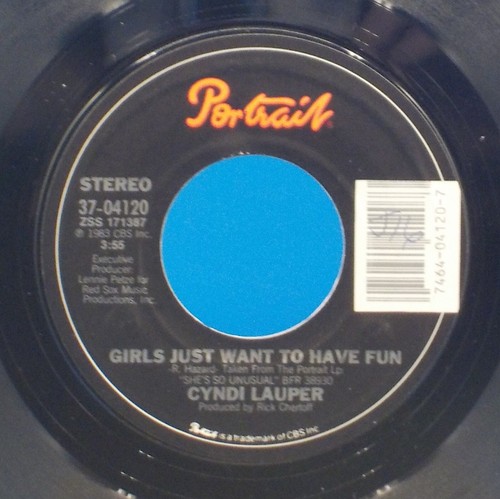 Portrait
STEREO
37-04120
ZSS 171387
℗ 1983 CBS Inc.
3:55
Executive
Producer:
Lennie Petze for
Red Sox Music
Productions, Inc.
7464-04120-7
GIRLS JUST WANT TO HAVE FUN
-R. Hazard- Taken From The Portrait Lp
"SHE'S SO UNUSUAL" BFR 38930
CYNDI LAUPER
Produced by Rick Chertoff
Portrait is a trademark of CBS Inc